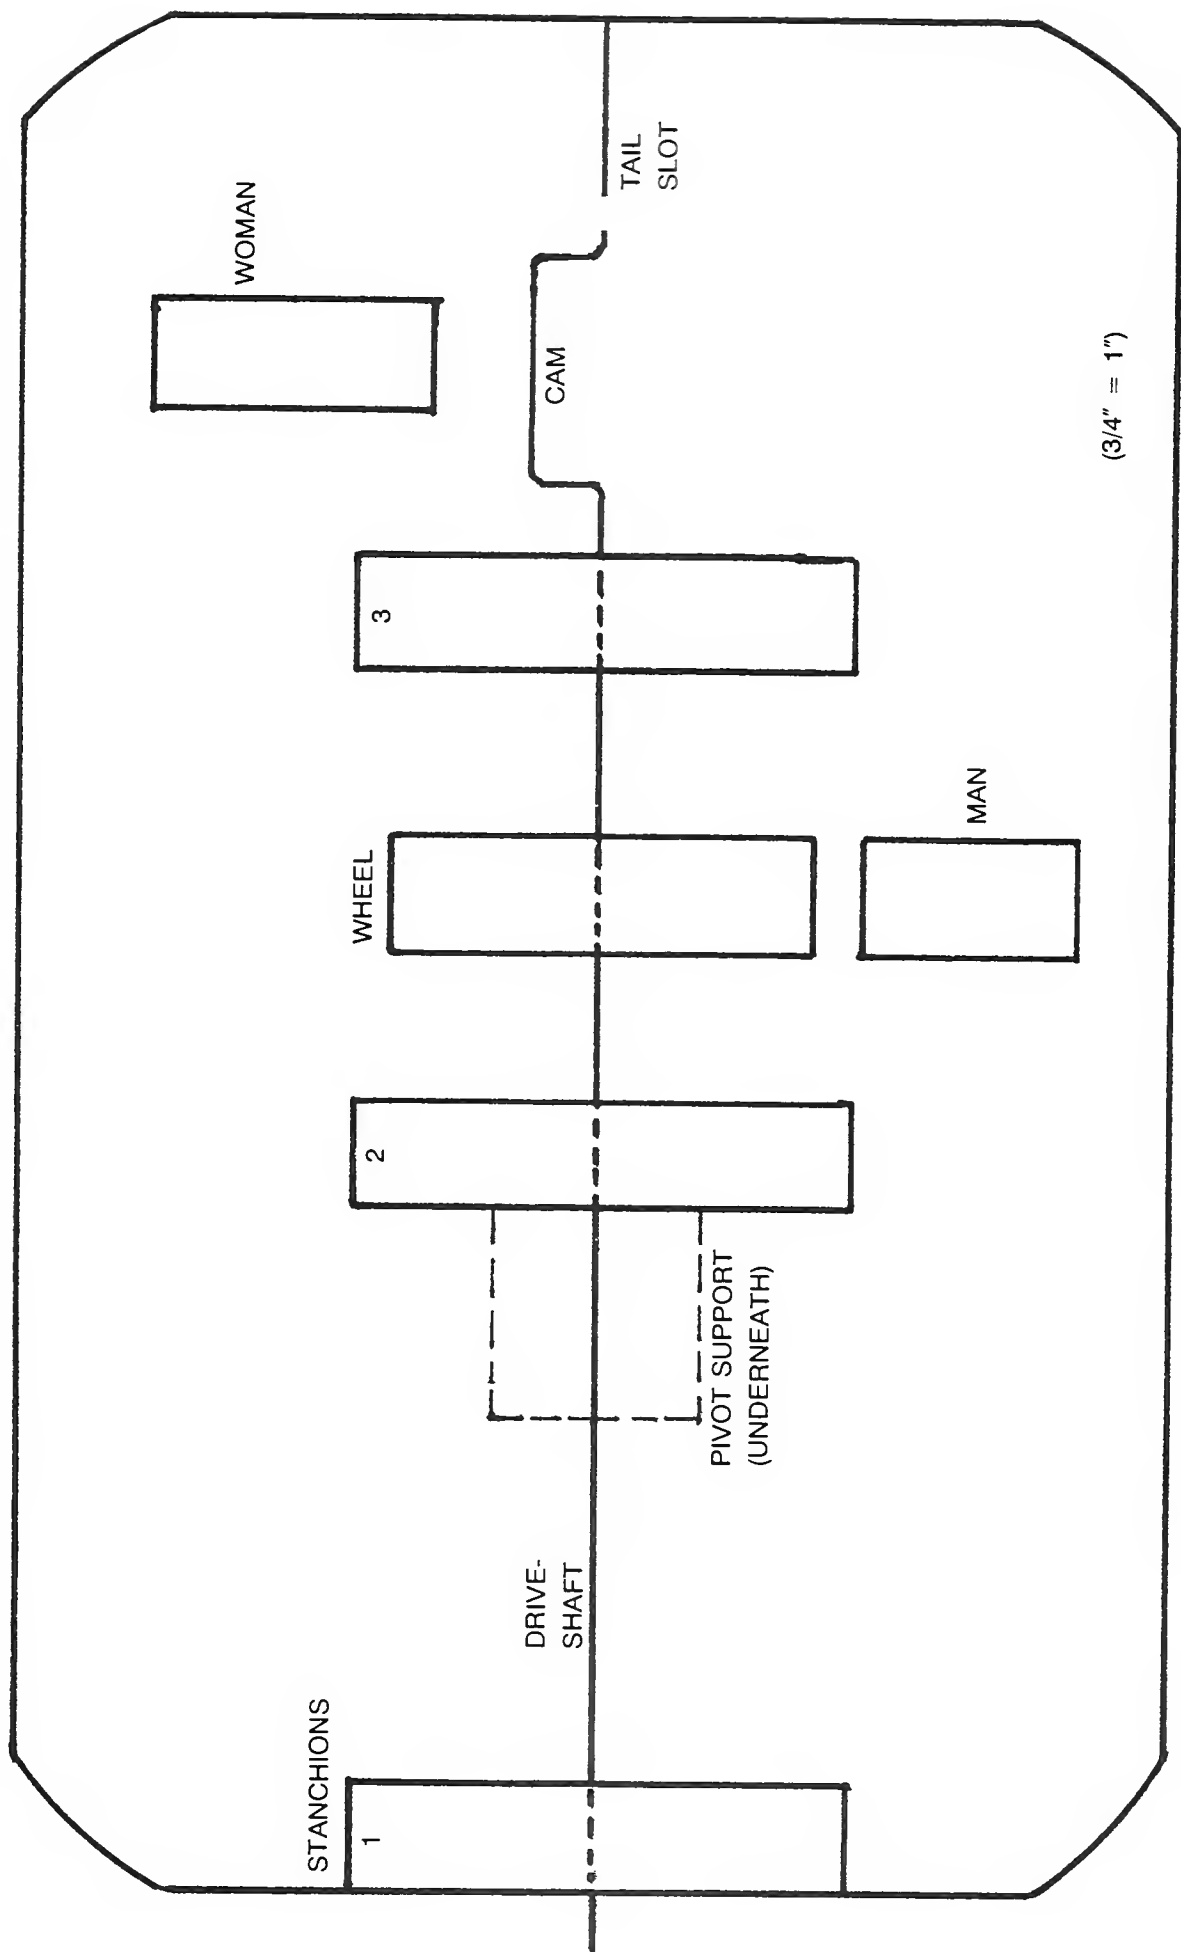 STANCHIONS
1
DRIVE-
SHAFT
PIVOT SUPPORT
(UNDERNEATH)
2
WHEEL
MAN
3
CAM
WOMAN
TAIL
SLOT
(3/4" = 1")